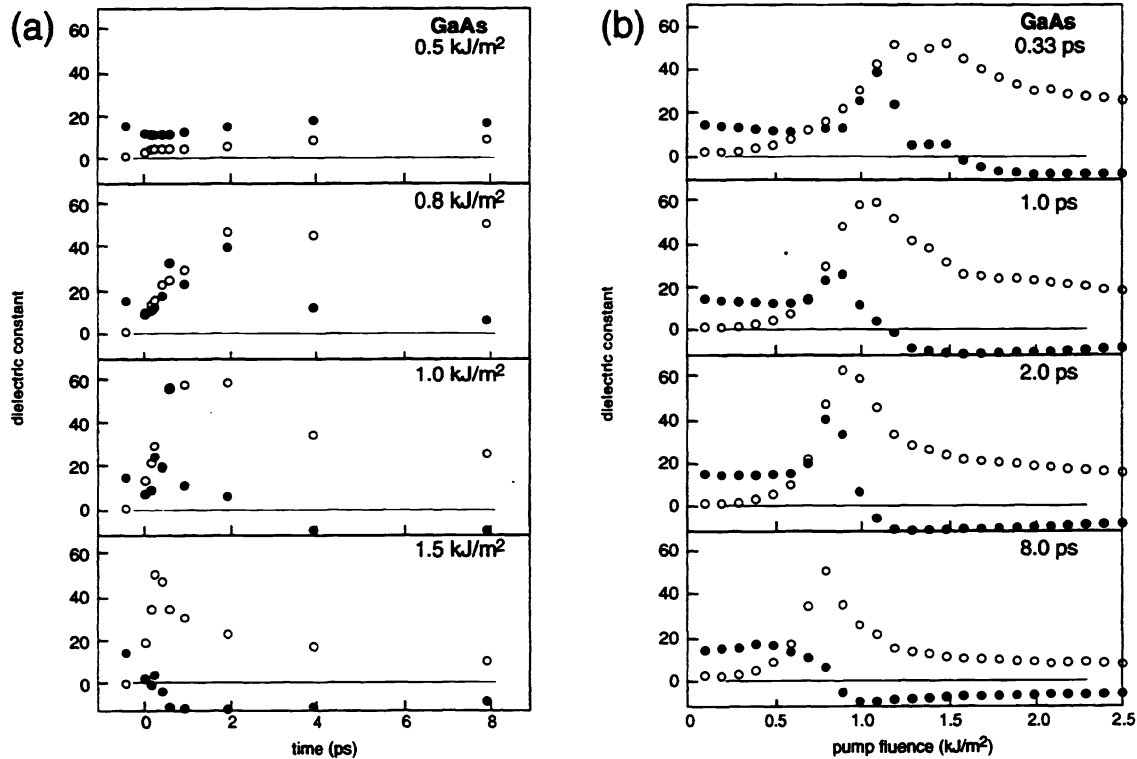 (a)
GaAs
0.5 kJ/m²
60
40
20
0
0.8 kJ/m²
60
40
20
0
1.0 kJ/m²
60
40
20
0
1.5 kJ/m²
60
40
20
0
dielectric constant
0 2 4 6 8
time (ps)
(b)
GaAs
0.33 ps
60
40
20
0
1.0 ps
60
40
20
0
2.0 ps
60
40
20
0
8.0 ps
60
40
20
0
dielectric constant
0 0.5 1.0 1.5 2.0 2.5
pump fluence (kJ/m²)